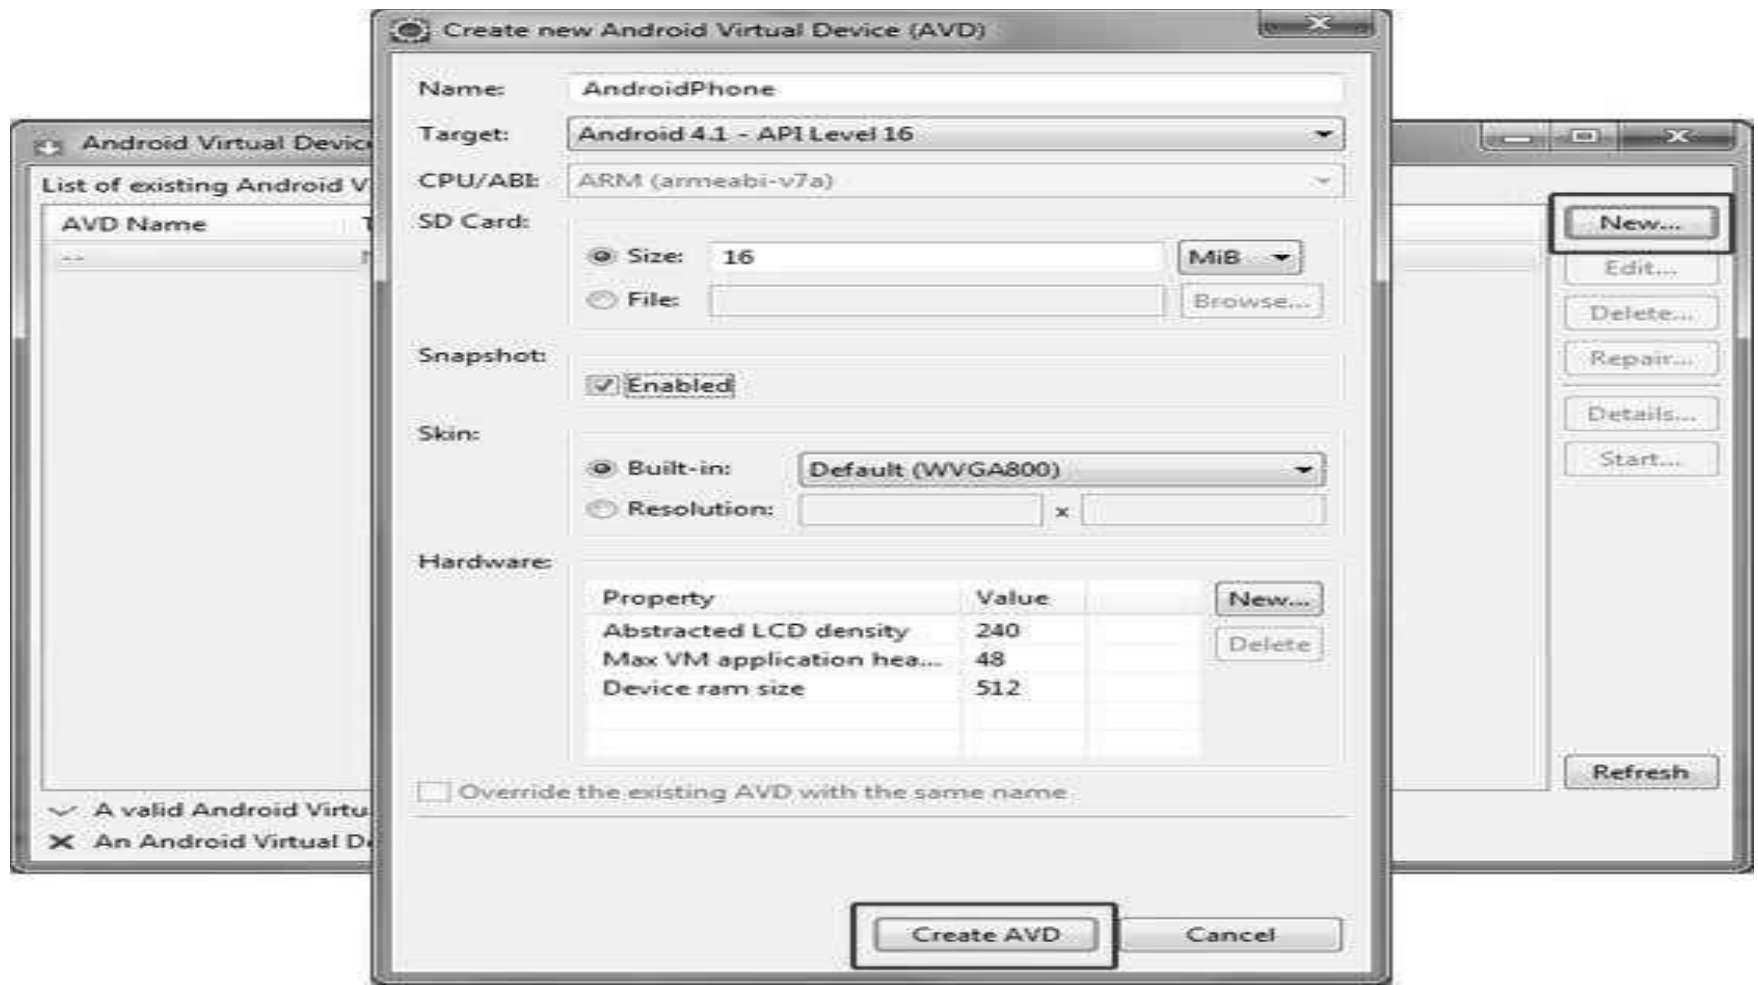 Create new Android Virtual Device (AVD)
Name: AndroidPhone
Target: Android 4.1 - API Level 16
CPU/ABI: ARM (armeabi-v7a)
SD Card:
Size: 16 MiB
File: Browse...
Snapshot:
Enabled
Skin:
Built-in: Default (WVGA800)
Resolution: x
Hardware:
Property Value
Abstracted LCD density 240
Max VM application hea... 48
Device ram size 512
New...
Delete
Override the existing AVD with the same name
Create AVD Cancel
Android Virtual Devic
List of existing Android V
AVD Name T
--
A valid Android Virtu
An Android Virtual D
New...
Edit...
Delete...
Repair...
Details...
Start...
Refresh